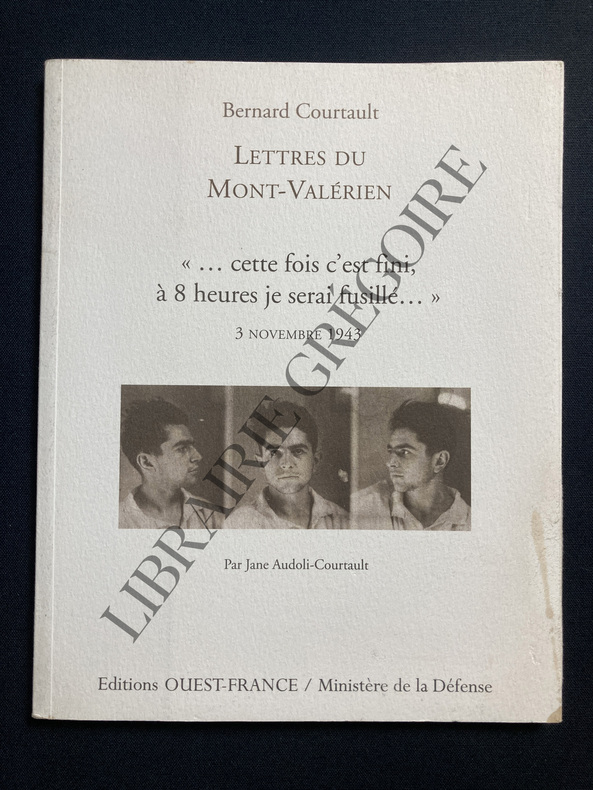 Bernard Courtault
LETTRES DU
MONT-VALÉRIEN
« ... cette fois c'est fini,
à 8 heures je serai fusillé... »
3 NOVEMBRE 1943
LIBRAIRIE GRÉGOIRE
Par Jane Audoli-Courtault
Editions OUEST-FRANCE / Ministère de la Défense